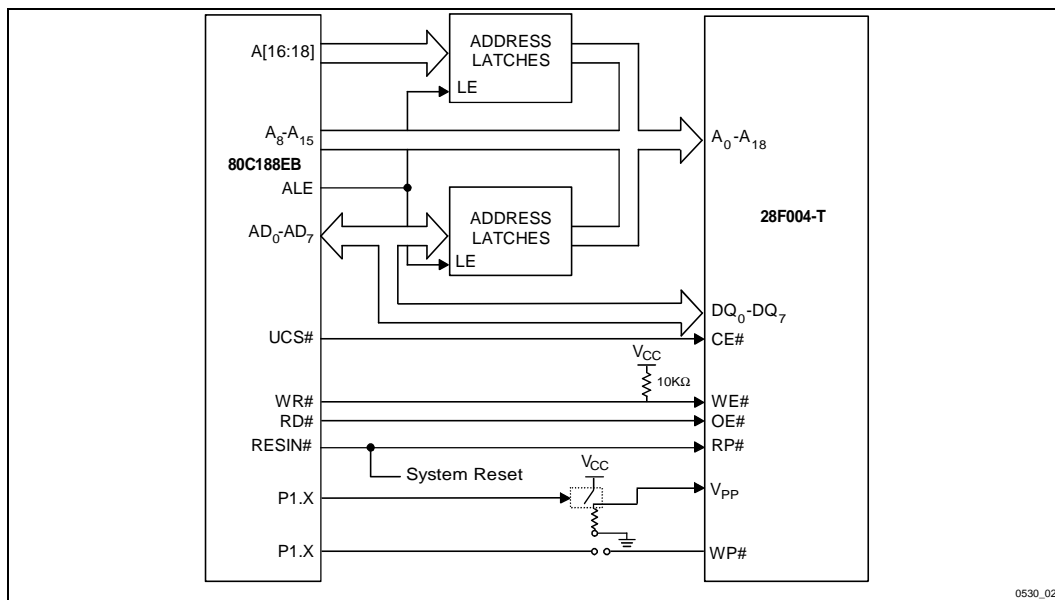 A[16:18]
ADDRESS
LATCHES
LE
A8-A15
80C188EB
ALE
A0-A18
28F004-T
AD0-AD7
ADDRESS
LATCHES
LE
DQ0-DQ7
UCS#
CE#
VCC
10KΩ
WR#
WE#
RD#
OE#
RESIN#
RP#
System Reset
VCC
P1.X
VPP
P1.X
WP#
0530_02